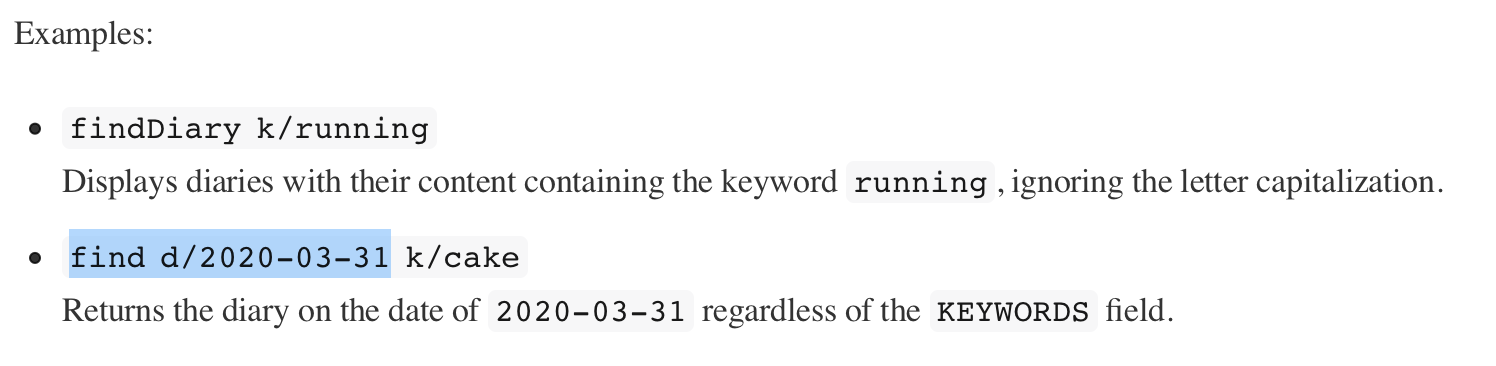 Examples:
findDiary k/running
Displays diaries with their content containing the keyword running, ignoring the letter capitalization.
find d/2020-03-31 k/cake
Returns the diary on the date of 2020-03-31 regardless of the KEYWORDS field.